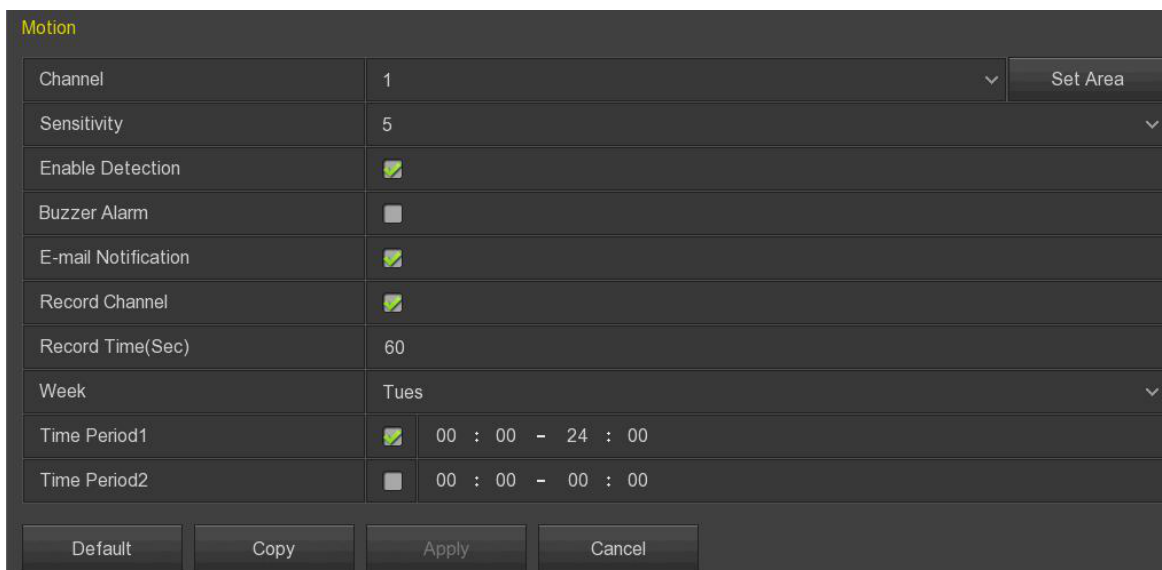 Motion
Channel 1 Set Area
Sensitivity 5
Enable Detection
Buzzer Alarm
E-mail Notification
Record Channel
Record Time(Sec) 60
Week Tues
Time Period1 00 : 00 - 24 : 00
Time Period2 00 : 00 - 00 : 00
Default Copy Apply Cancel